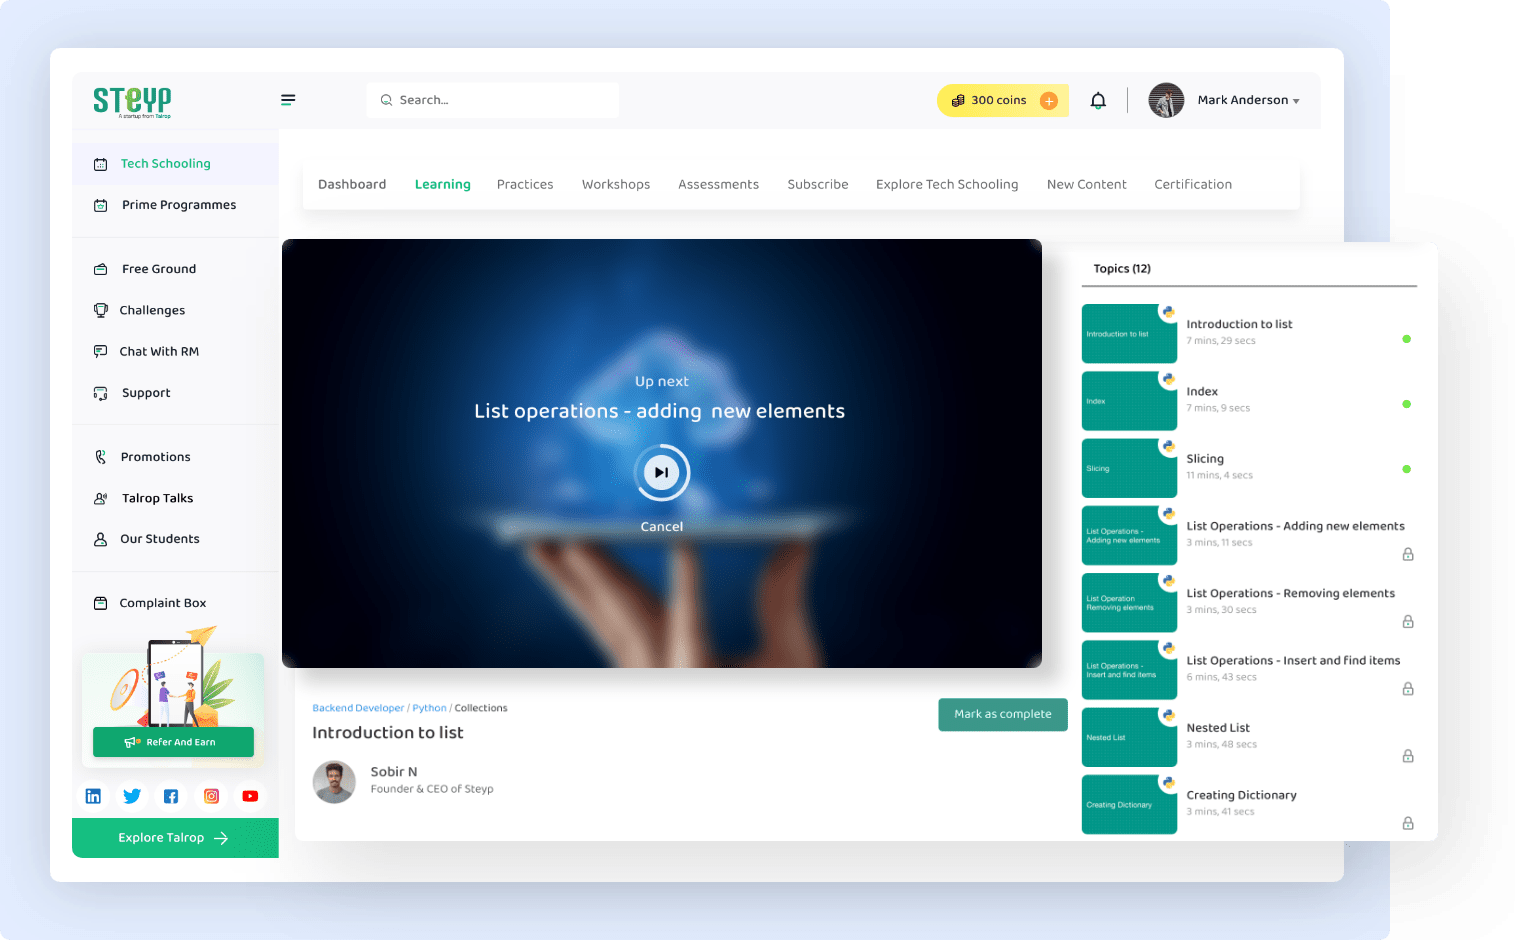 STEYP
A startup from Talrop
Search...
300 coins
Mark Anderson
Tech Schooling
Prime Programmes
Free Ground
Challenges
Chat With RM
Support
Promotions
Talrop Talks
Our Students
Complaint Box
Refer And Earn
Explore Talrop
Dashboard
Learning
Practices
Workshops
Assessments
Subscribe
Explore Tech Schooling
New Content
Certification
Up next
List operations - adding new elements
Cancel
Backend Developer / Python / Collections
Introduction to list
Mark as complete
Sobir N
Founder & CEO of Steyp
Topics (12)
Introduction to list
Introduction to list
7 mins, 29 secs
Index
Index
7 mins, 9 secs
Slicing
Slicing
11 mins, 4 secs
List Operations -
Adding new elements
List Operations - Adding new elements
3 mins, 11 secs
List Operation
Removing elements
List Operations - Removing elements
3 mins, 30 secs
List Operations -
Insert and find items
List Operations - Insert and find items
6 mins, 43 secs
Nested List
Nested List
3 mins, 48 secs
Creating Dictionary
Creating Dictionary
3 mins, 41 secs